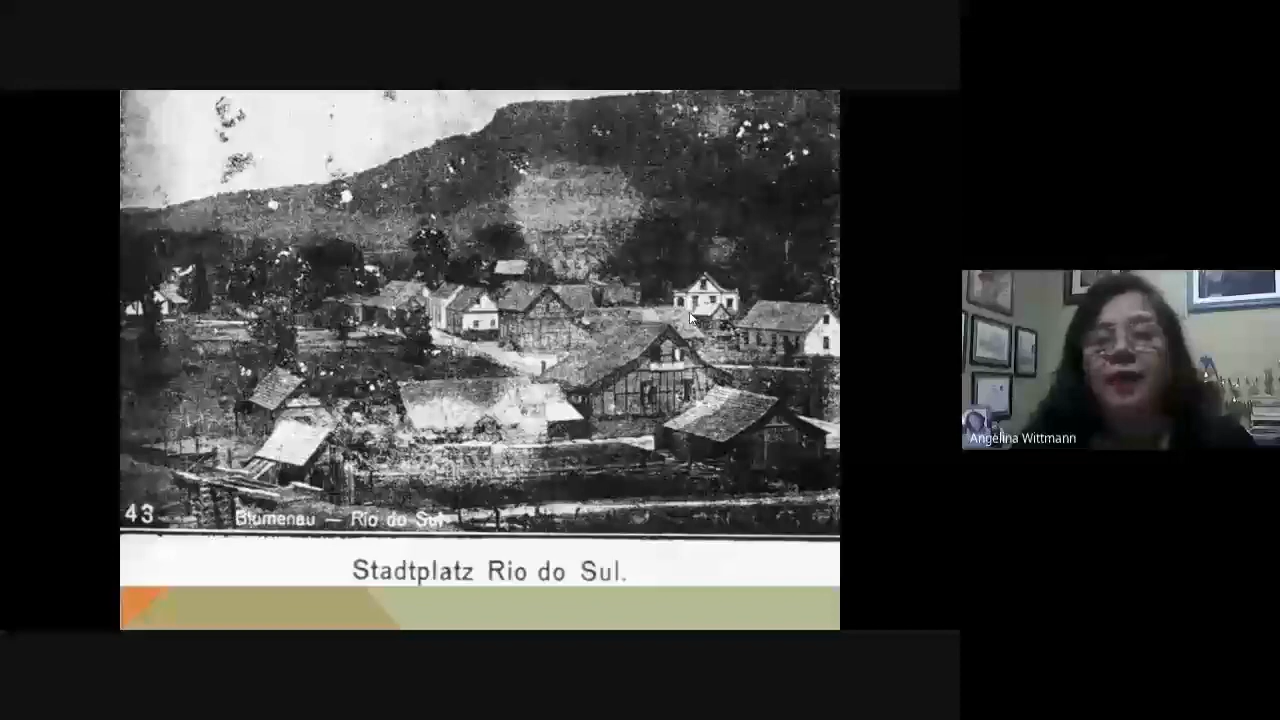 43
Blumenau — Rio do Sul
Stadtplatz Rio do Sul.
Angelina Wittmann